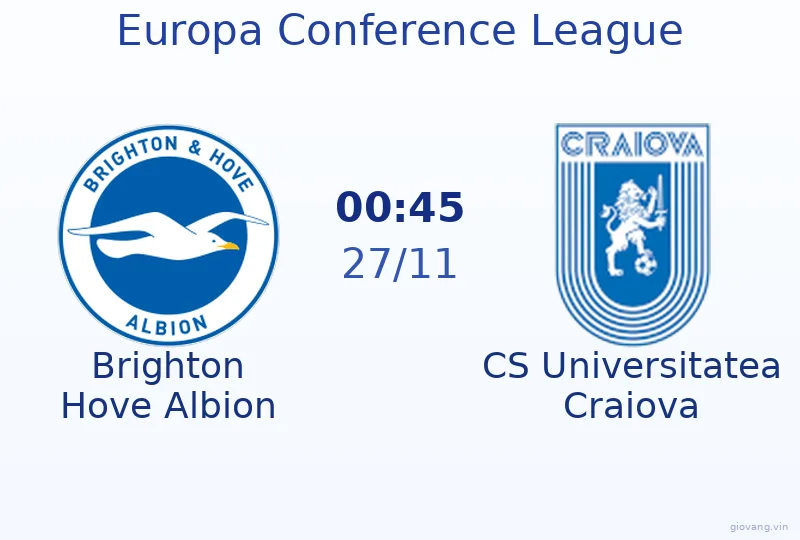 Europa Conference League
BRIGHTON & HOVE
ALBION
CRAIOVA
00:45
27/11
Brighton
Hove Albion
CS Universitatea
Craiova
giovang.vin